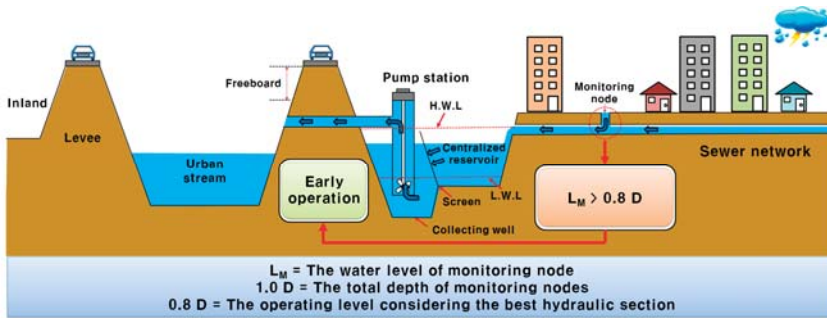 Inland
Levee
Urban
stream
Freeboard
Pump station
H.W.L
Centralized
reservoir
L.W.L
Screen
Collecting well
Early
operation
Monitoring
node
Sewer network
L_M > 0.8 D
L_M = The water level of monitoring node
1.0 D = The total depth of monitoring nodes
0.8 D = The operating level considering the best hydraulic section